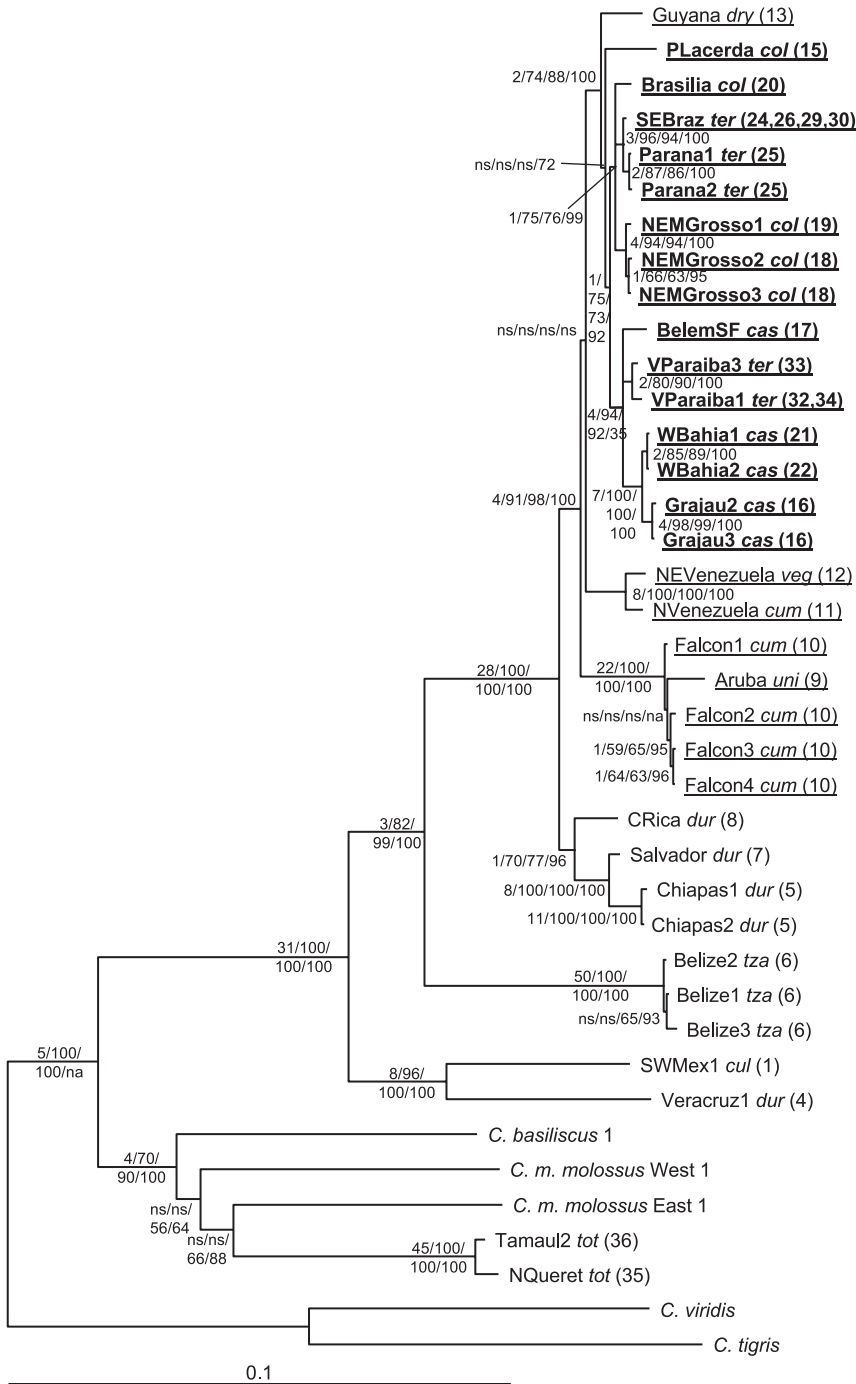 Guyana dry (13)
PLacerda col (15)
2/74/88/100
Brasilia col (20)
SEBraz ter (24,26,29,30)
3/96/94/100
Parana1 ter (25)
ns/ns/ns/72
2/87/86/100
Parana2 ter (25)
1/75/76/99
NEMGrosso1 col (19)
4/94/94/100
NEMGrosso2 col (18)
1/66/63/95
1/
75/
73/
92
NEMGrosso3 col (18)
ns/ns/ns/ns
BelemSF cas (17)
VParaiba3 ter (33)
2/80/90/100
VParaiba1 ter (32,34)
4/94/
92/35
WBahia1 cas (21)
2/85/89/100
WBahia2 cas (22)
4/91/98/100
7/100/
100/
100
Grajau2 cas (16)
4/98/99/100
Grajau3 cas (16)
NEVenezuela veg (12)
8/100/100/100
NVenezuela cum (11)
Falcon1 cum (10)
28/100/
100/100
22/100/
100/100
Aruba uni (9)
Falcon2 cum (10)
ns/ns/ns/na
Falcon3 cum (10)
1/59/65/95
1/64/63/96
Falcon4 cum (10)
CRica dur (8)
3/82/
99/100
1/70/77/96
Salvador dur (7)
8/100/100/100
Chiapas1 dur (5)
11/100/100/100
Chiapas2 dur (5)
31/100/
100/100
Belize2 tza (6)
50/100/
100/100
Belize1 tza (6)
ns/ns/65/93
Belize3 tza (6)
5/100/
100/na
SWMex1 cul (1)
8/96/
100/100
Veracruz1 dur (4)
C. basiliscus 1
4/70/
90/100
C. m. molossus West 1
ns/ns/
56/64
C. m. molossus East 1
ns/ns/
66/88
Tamaul2 tot (36)
45/100/
100/100
NQueret tot (35)
C. viridis
C. tigris
0.1